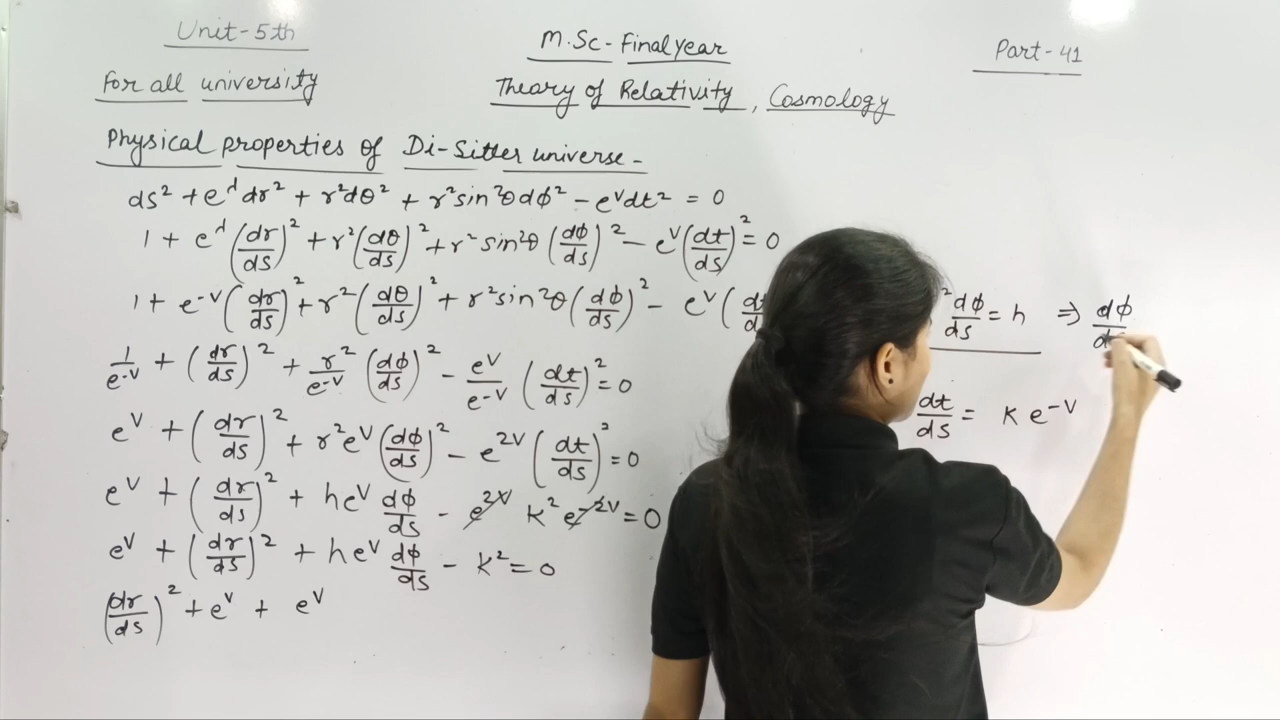 Unit-5th
M.Sc-Final year
Part-41
For all university
Theory of Relativity, Cosmology
Physical properties of Di-Sitter universe-
ds² + e^λ dr² + r²dθ² + r²sin²θdφ² - e^ν dt² = 0
1 + e^λ (dr/ds)² + r²(dθ/ds)² + r² sin²θ (dφ/ds)² - e^ν (dt/ds)² = 0
1 + e^-ν (dr/ds)² + r² (dθ/ds)² + r²sin²θ (dφ/ds)² - e^ν (
²dφ/ds = h ⇒ dφ
1/e^-ν + (dr/ds)² + r²/e^-ν (dφ/ds)² - e^ν/e^-ν (dt/ds)² = 0
dt/ds = K e^-ν
e^ν + (dr/ds)² + r²e^ν (dφ/ds)² - e^2ν (dt/ds)² = 0
e^ν + (dr/ds)² + he^ν dφ/ds - e^2ν K² e^-2ν = 0
e^ν + (dr/ds)² + he^ν dφ/ds - K² = 0
(dr/ds)² + e^ν + e^ν